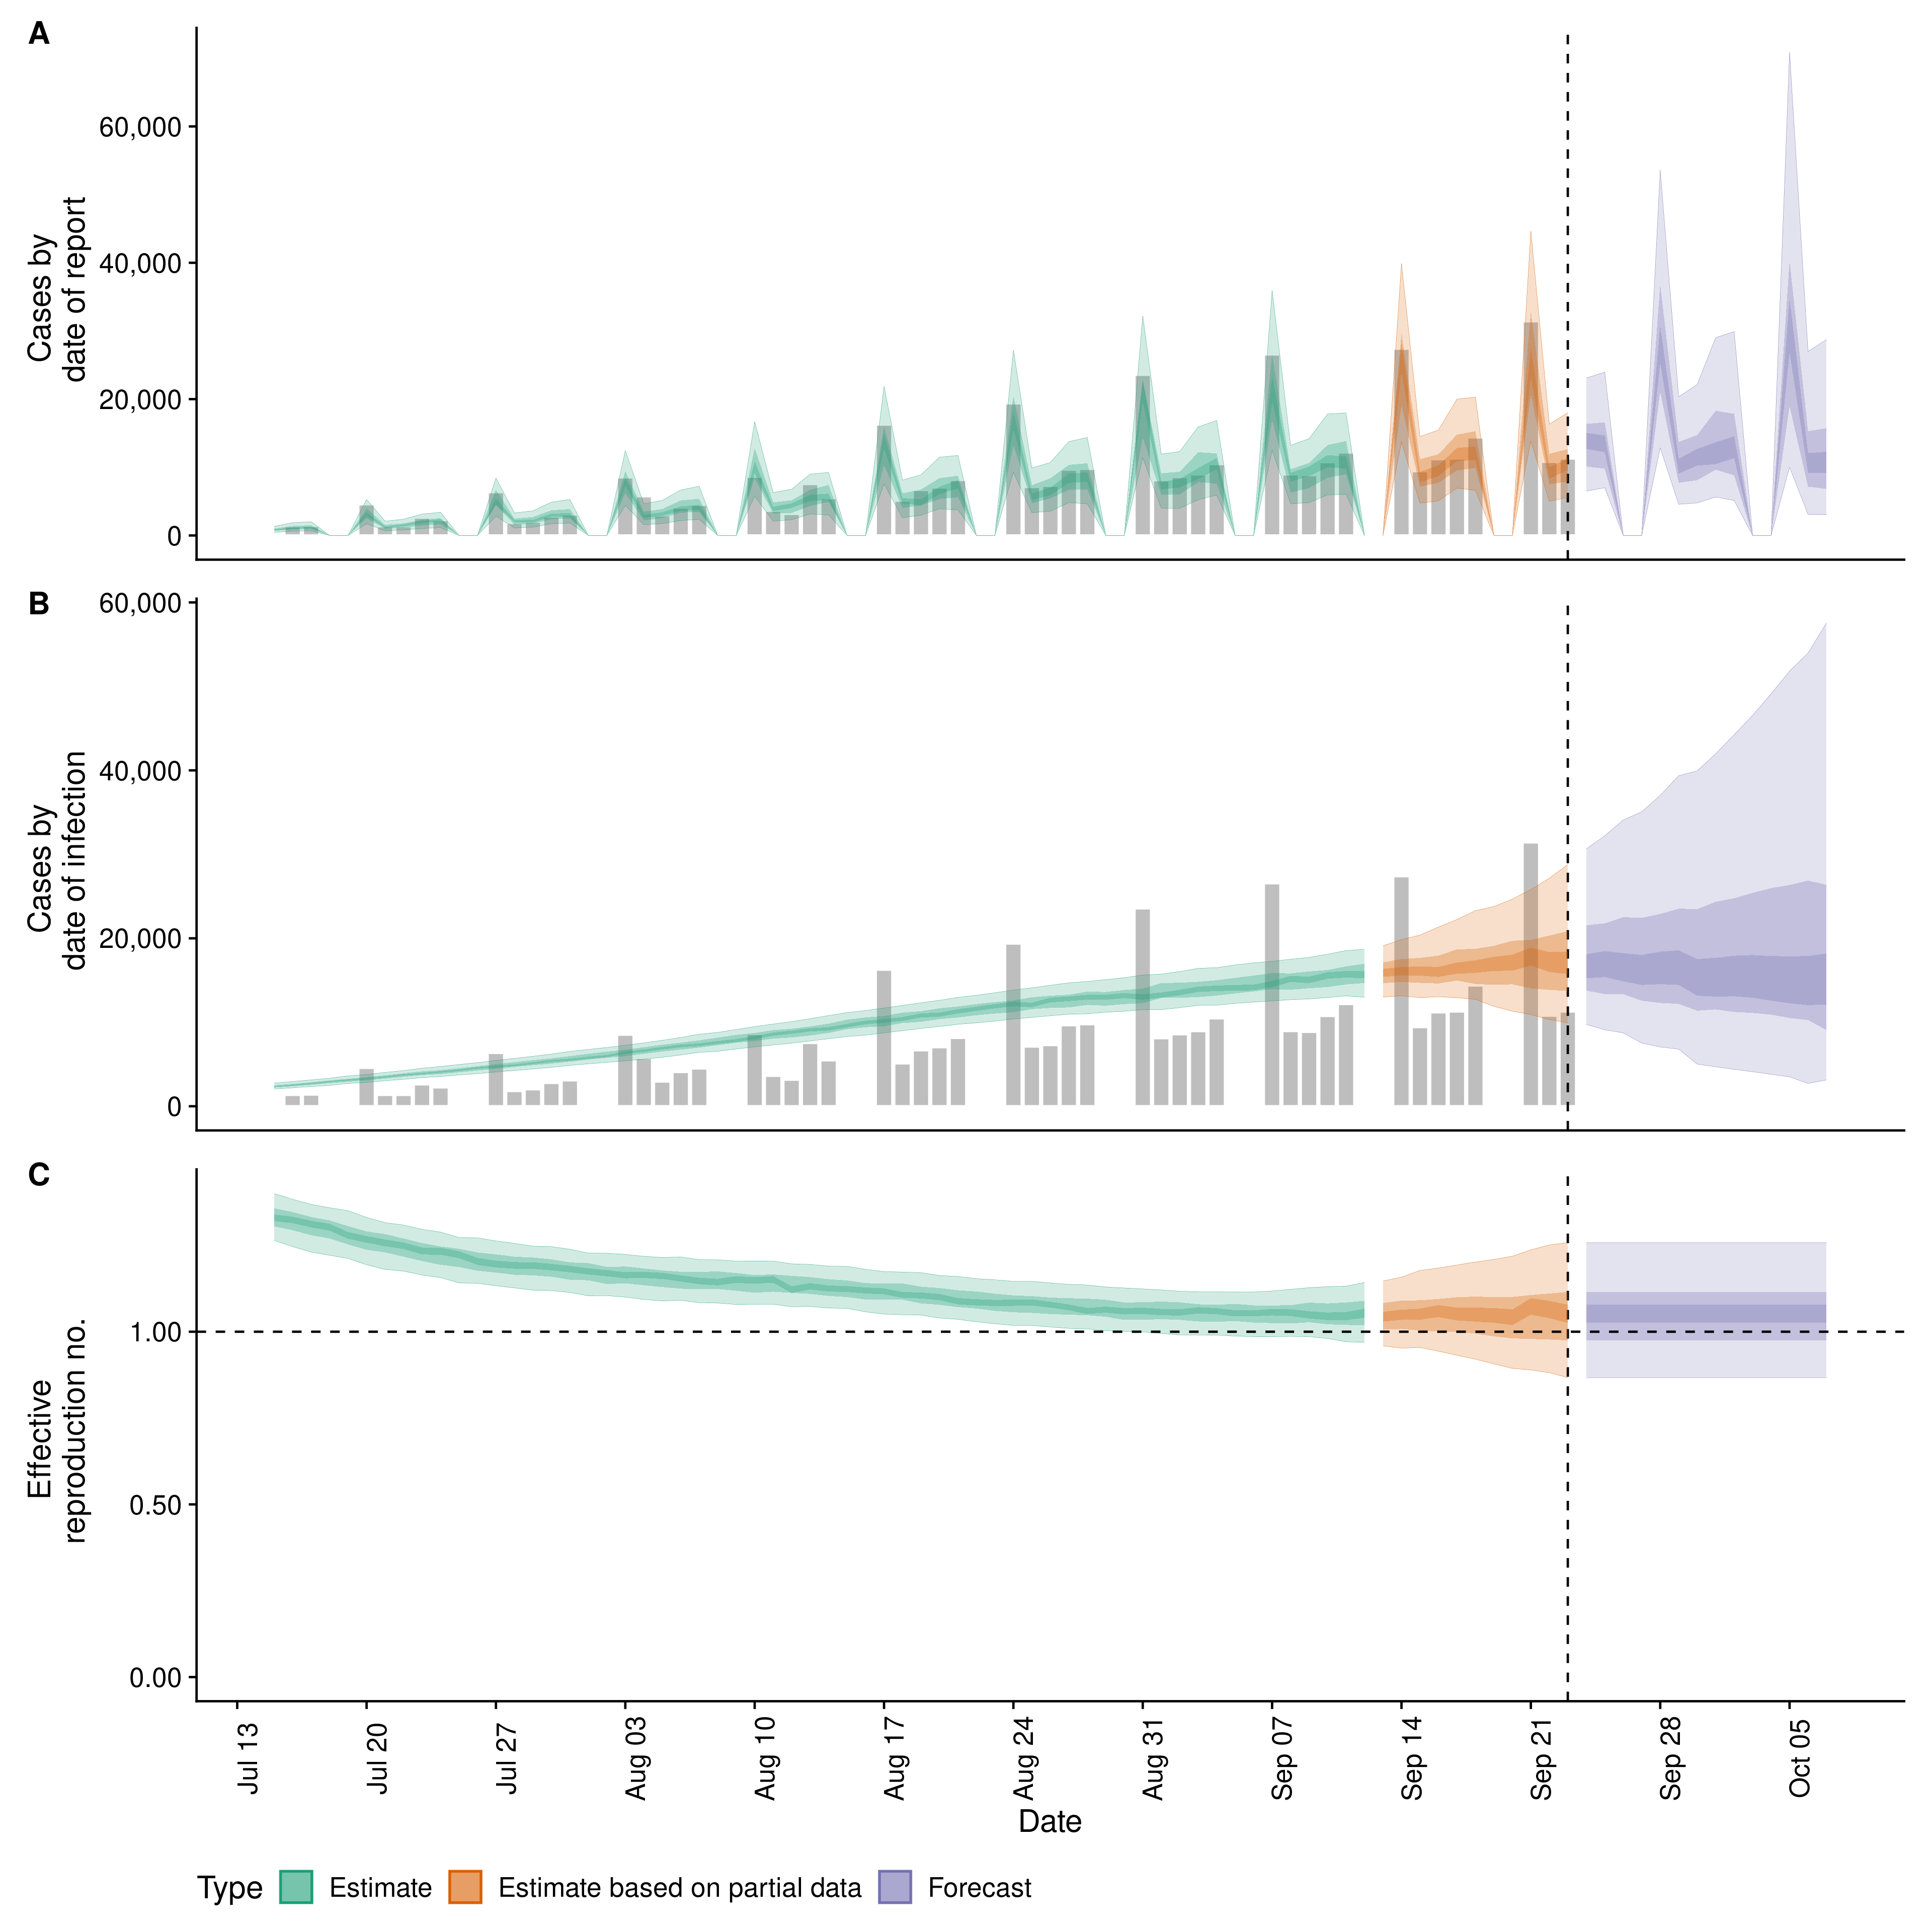 A
Cases by
date of report
60,000
40,000
20,000
0
B
Cases by
date of infection
60,000
40,000
20,000
0
C
Effective
reproduction no.
1.00
0.50
0.00
Jul 13
Jul 20
Jul 27
Aug 03
Aug 10
Aug 17
Aug 24
Aug 31
Sep 07
Sep 14
Sep 21
Sep 28
Oct 05
Date
Type Estimate Estimate based on partial data Forecast